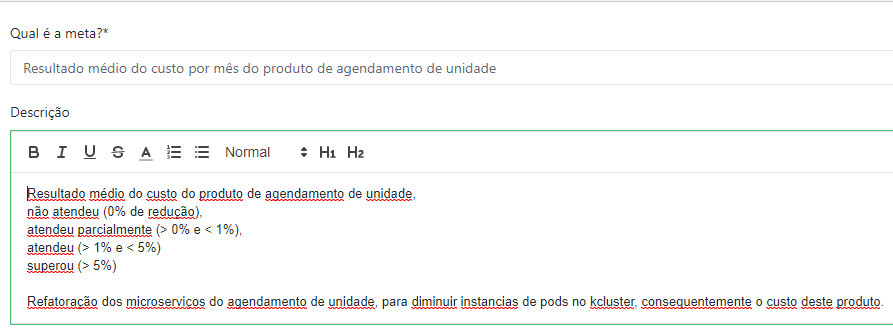 Qual é a meta?*
Resultado médio do custo por mês do produto de agendamento de unidade
Descrição
B I U S A Normal H1 H2
Resultado médio do custo do produto de agendamento de unidade,
não atendeu (0% de redução),
atendeu parcialmente (> 0% e < 1%),
atendeu (> 1% e < 5%)
superou (> 5%)
Refatoração dos microserviços do agendamento de unidade, para diminuir instancias de pods no kcluster, consequentemente o custo deste produto.